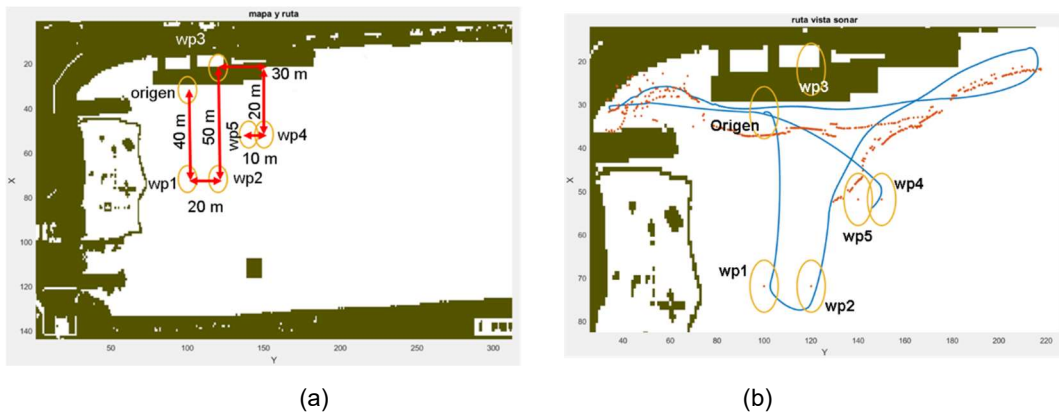 mapa y ruta
wp3
30 m
origen
20 m
40 m
50 m
wp5
wp4
10 m
wp1
wp2
20 m
X
20
40
60
80
100
120
140
50
100
150
200
250
300
Y
(a)
ruta vista sonar
wp3
Origen
wp4
wp5
wp1
wp2
X
20
30
40
50
60
70
80
40
60
80
100
120
140
160
180
200
220
Y
(b)